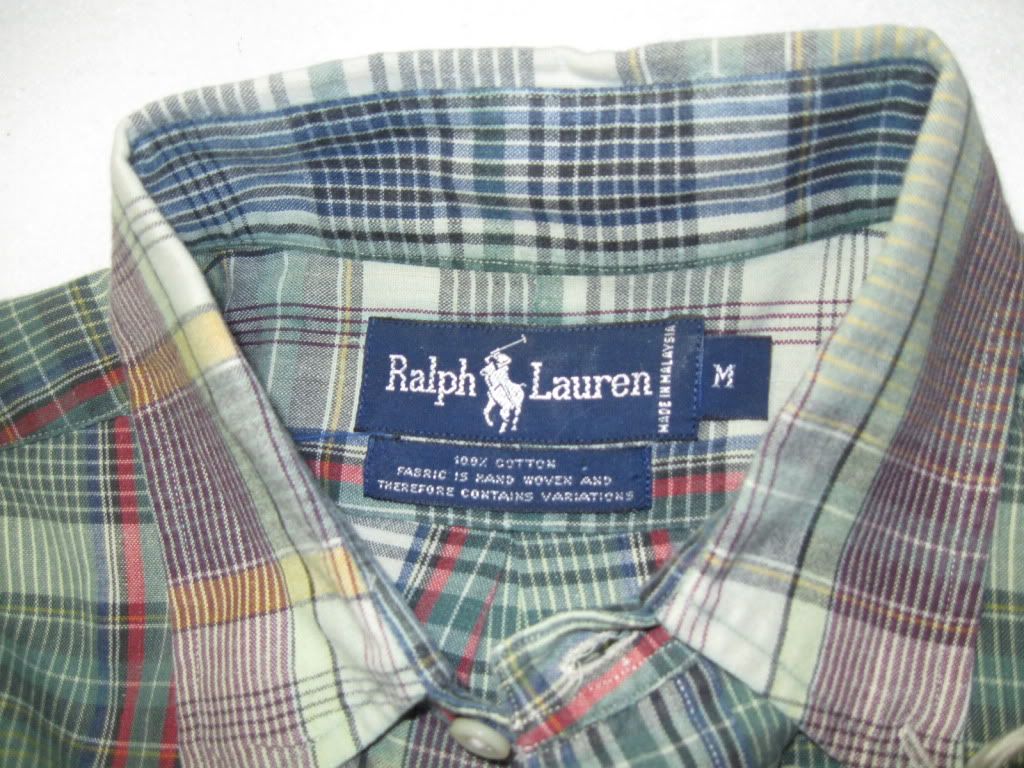 Ralph Lauren
MADE IN MALAYSIA
M
100% COTTON
FABRIC IS HAND WOVEN AND
THEREFORE CONTAINS VARIATIONS